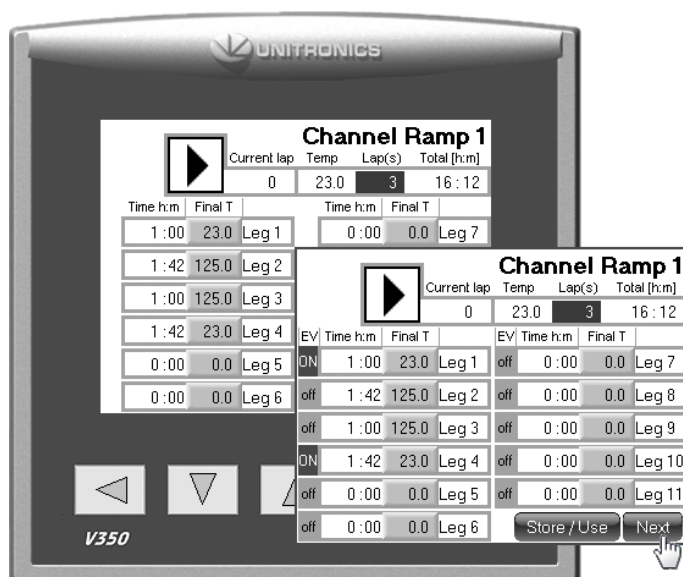 UNITRONICS
Channel Ramp 1
Current lap Temp Lap(s) Total [h:m]
0 23.0 3 16:12
Time h:m Final T Time h:m Final T
1:00 23.0 Leg 1 0:00 0.0 Leg 7
1:42 125.0 Leg 2
1:00 125.0 Leg 3
1:42 23.0 Leg 4
0:00 0.0 Leg 5
0:00 0.0 Leg 6
Channel Ramp 1
Current lap Temp Lap(s) Total [h:m]
0 23.0 3 16:12
EV Time h:m Final T EV Time h:m Final T
ON 1:00 23.0 Leg 1 off 0:00 0.0 Leg 7
off 1:42 125.0 Leg 2 off 0:00 0.0 Leg 8
off 1:00 125.0 Leg 3 off 0:00 0.0 Leg 9
ON 1:42 23.0 Leg 4 off 0:00 0.0 Leg 10
off 0:00 0.0 Leg 5 off 0:00 0.0 Leg 11
off 0:00 0.0 Leg 6 Store / Use Next
V350